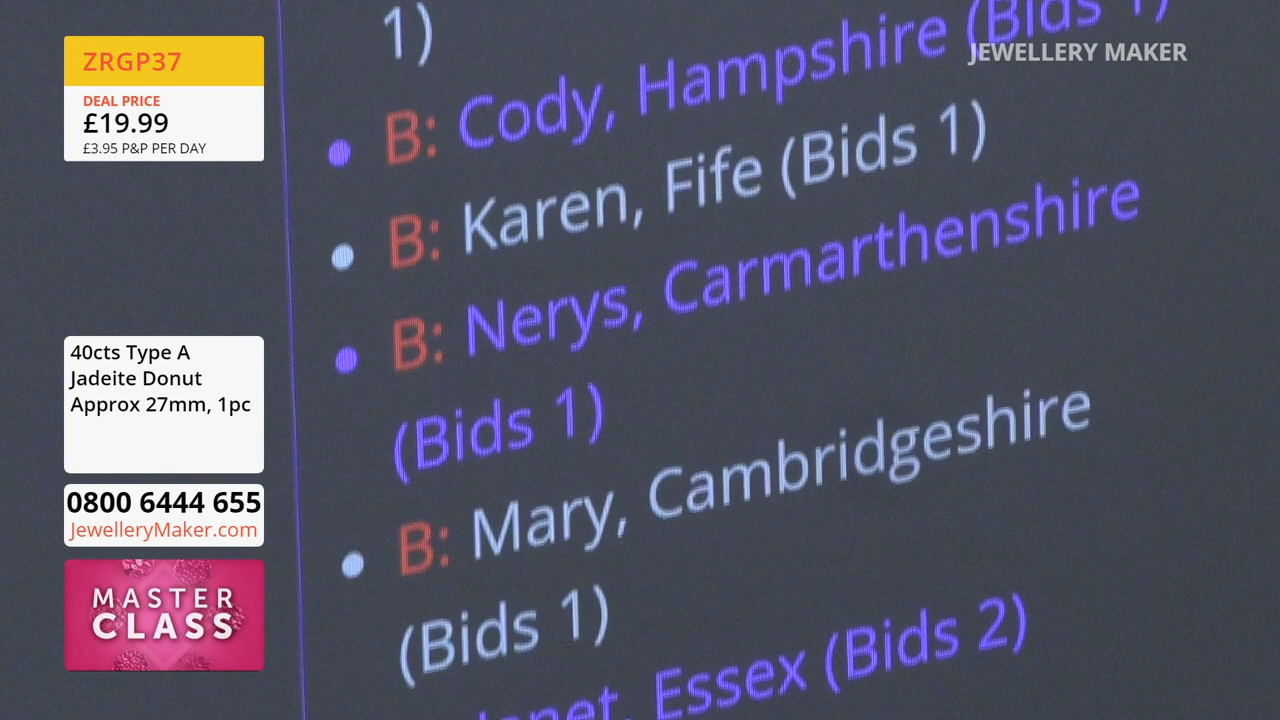 ZRGP37
DEAL PRICE
£19.99
£3.95 P&P PER DAY
40cts Type A
Jadeite Donut
Approx 27mm, 1pc
0800 6444 655
JewelleryMaker.com
MASTER
CLASS
JEWELLERY MAKER
1)
B: Cody, Hampshire (Bids 1)
B: Karen, Fife (Bids 1)
B: Nerys, Carmarthenshire
(Bids 1)
B: Mary, Cambridgeshire
(Bids 1)
Essex (Bids 2)